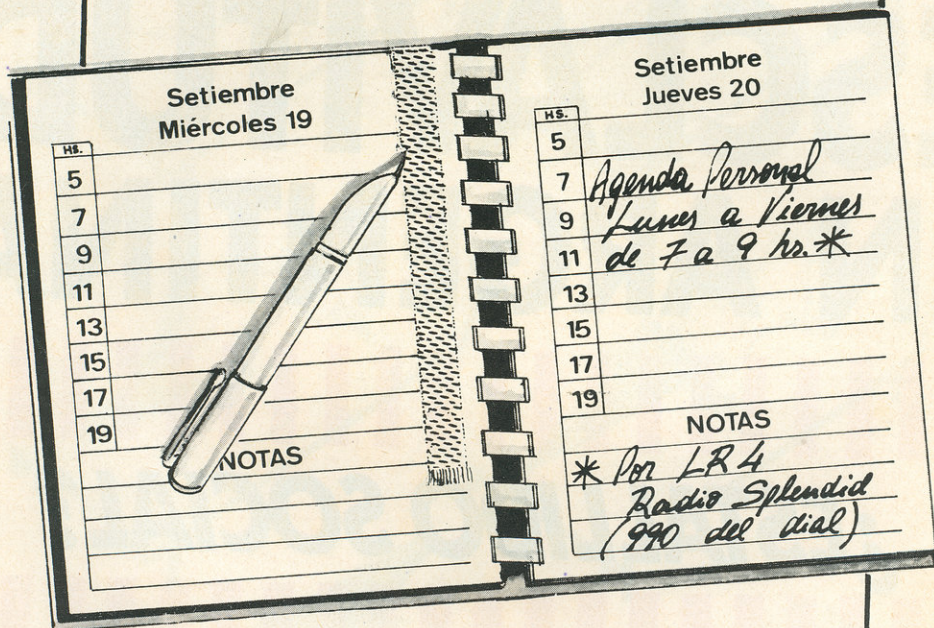 Setiembre
Miércoles 19
HS.
5
7
9
11
13
15
17
19
NOTAS
Setiembre
Jueves 20
HS.
5
7 Agenda Personal
9 Lunes a Viernes
11 de 7 a 9 hs.*
13
15
17
19
NOTAS
* Por LR4
Radio Splendid
(990 del dial)